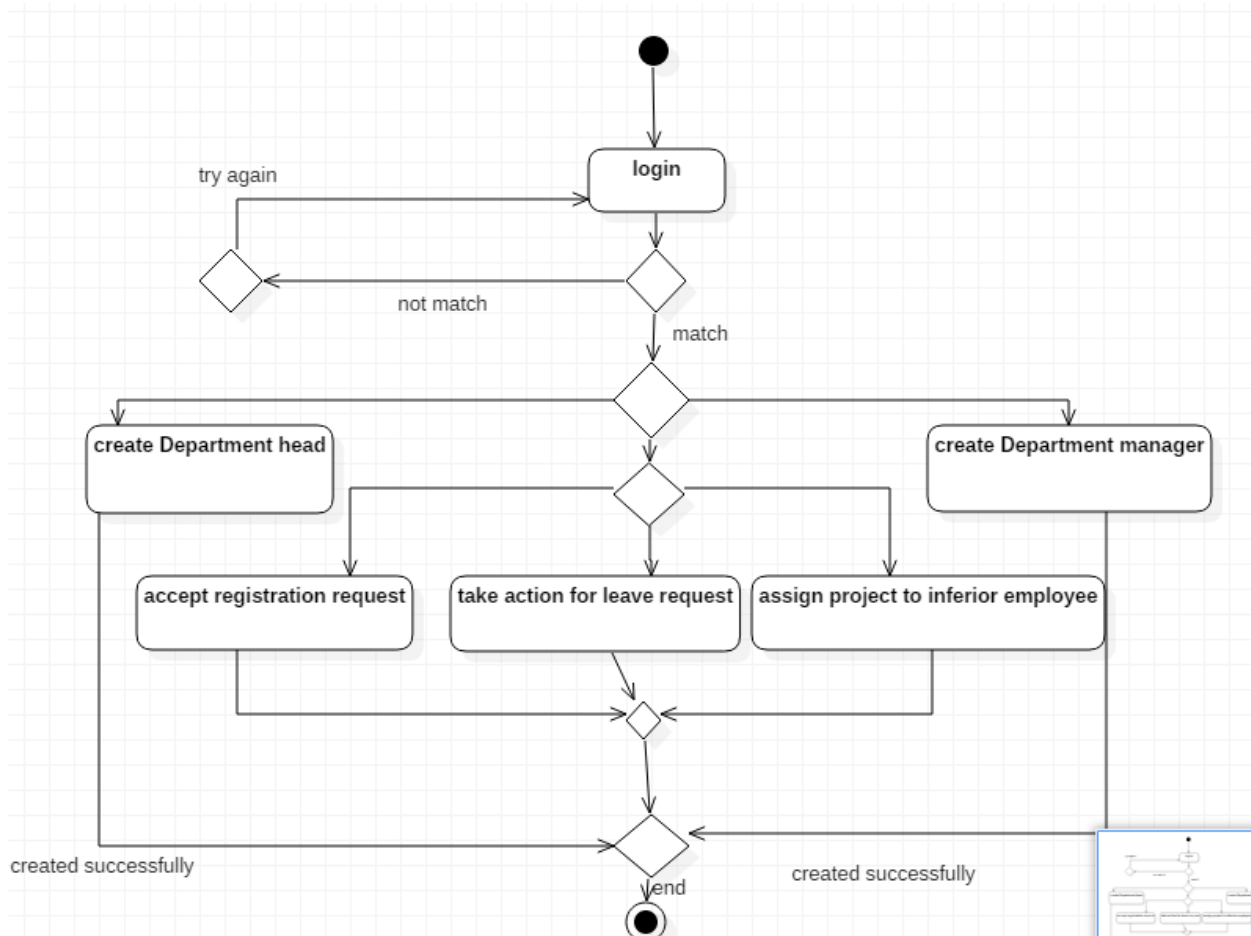 login
try again
not match
match
create Department head
create Department manager
accept registration request
take action for leave request
assign project to inferior employee
created successfully
created successfully
end